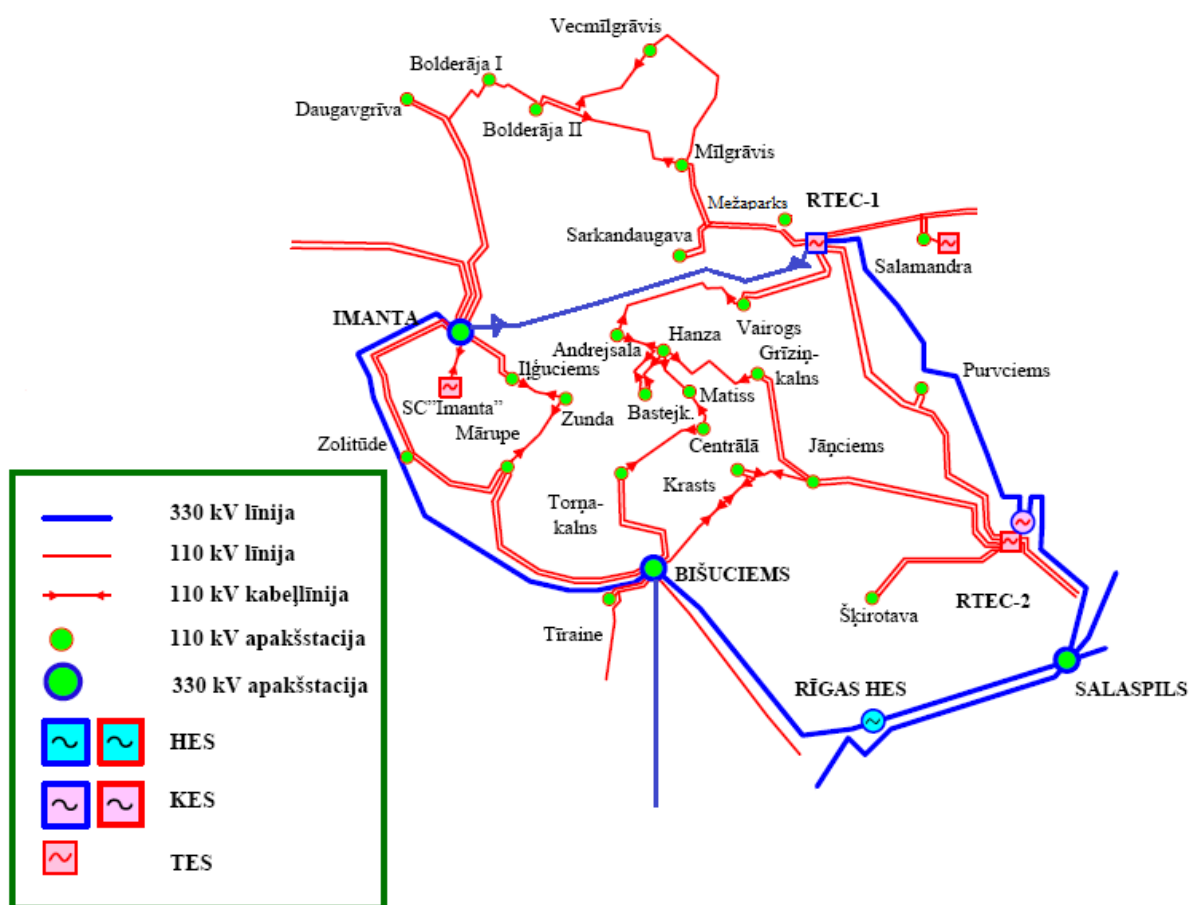 Vecmīlgrāvis
Bolderāja I
Daugavgrīva
Bolderāja II
Mīlgrāvis
Mežaparks
RTEC-1
Sarkandaugava
Salamandra
IMANTA
Vairogs
Hanza
Andrejsala
Grīziņ-
kalns
Iļģuciems
Purvciems
SC"Imanta"
Matiss
Bastejk.
Zunda
Mārupe
Centrālā
Zolitūde
Jāņciems
Krasts
Torņa-
kalns
BIŠUCIEMS
RTEC-2
Šķirotava
Tīraine
RĪGAS HES
SALASPILS
330 kV līnija
110 kV līnija
110 kV kabeļlīnija
110 kV apakšstacija
330 kV apakšstacija
HES
KES
TES